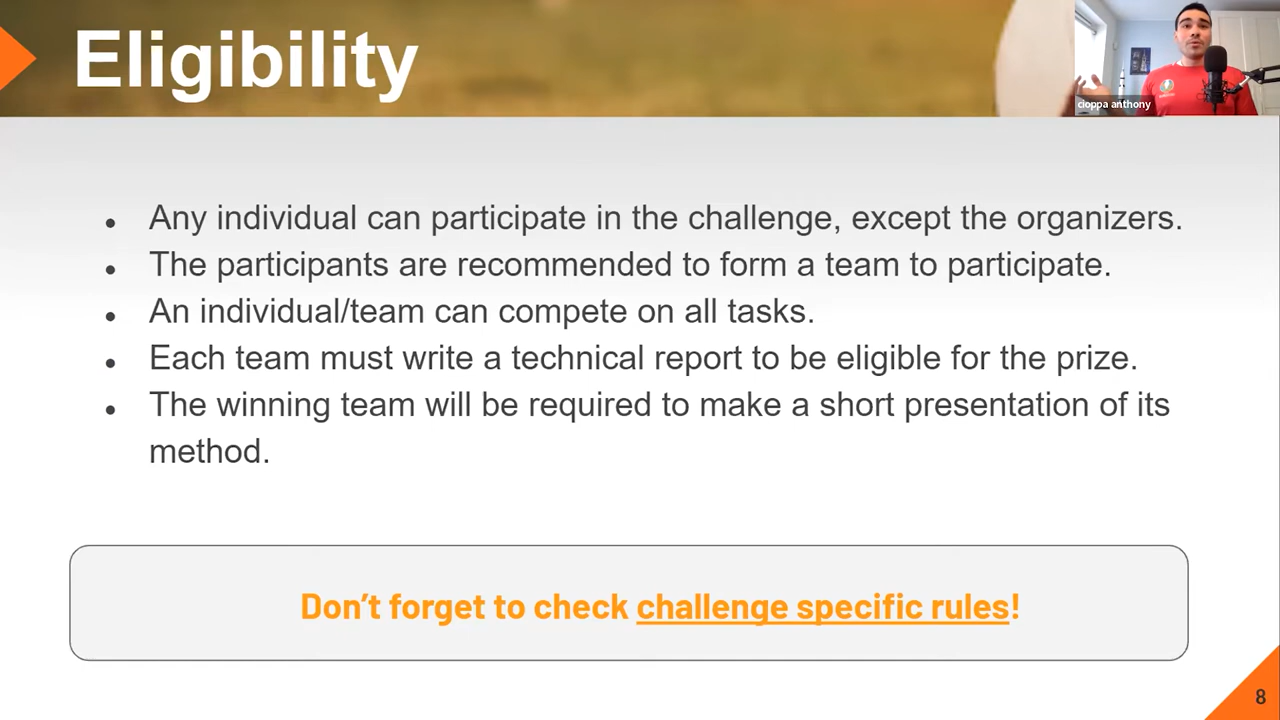 Eligibility
cioppa anthony
● Any individual can participate in the challenge, except the organizers.
● The participants are recommended to form a team to participate.
● An individual/team can compete on all tasks.
● Each team must write a technical report to be eligible for the prize.
● The winning team will be required to make a short presentation of its
method.
Don’t forget to check challenge specific rules!
8